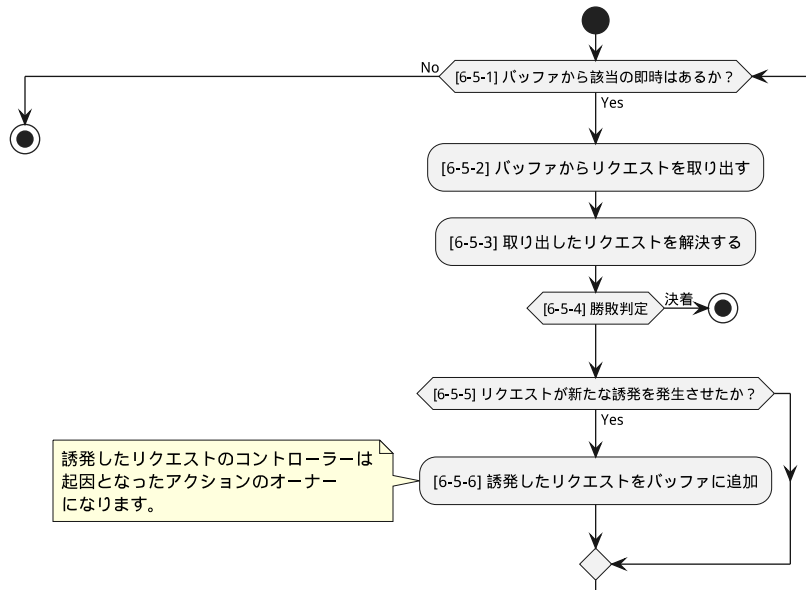 No
[6-5-1] バッファから該当の即時はあるか？
Yes
[6-5-2] バッファからリクエストを取り出す
[6-5-3] 取り出したリクエストを解決する
[6-5-4] 勝敗判定
決着
[6-5-5] リクエストが新たな誘発を発生させたか？
Yes
誘発したリクエストのコントローラーは
起因となったアクションのオーナー
になります。
[6-5-6] 誘発したリクエストをバッファに追加